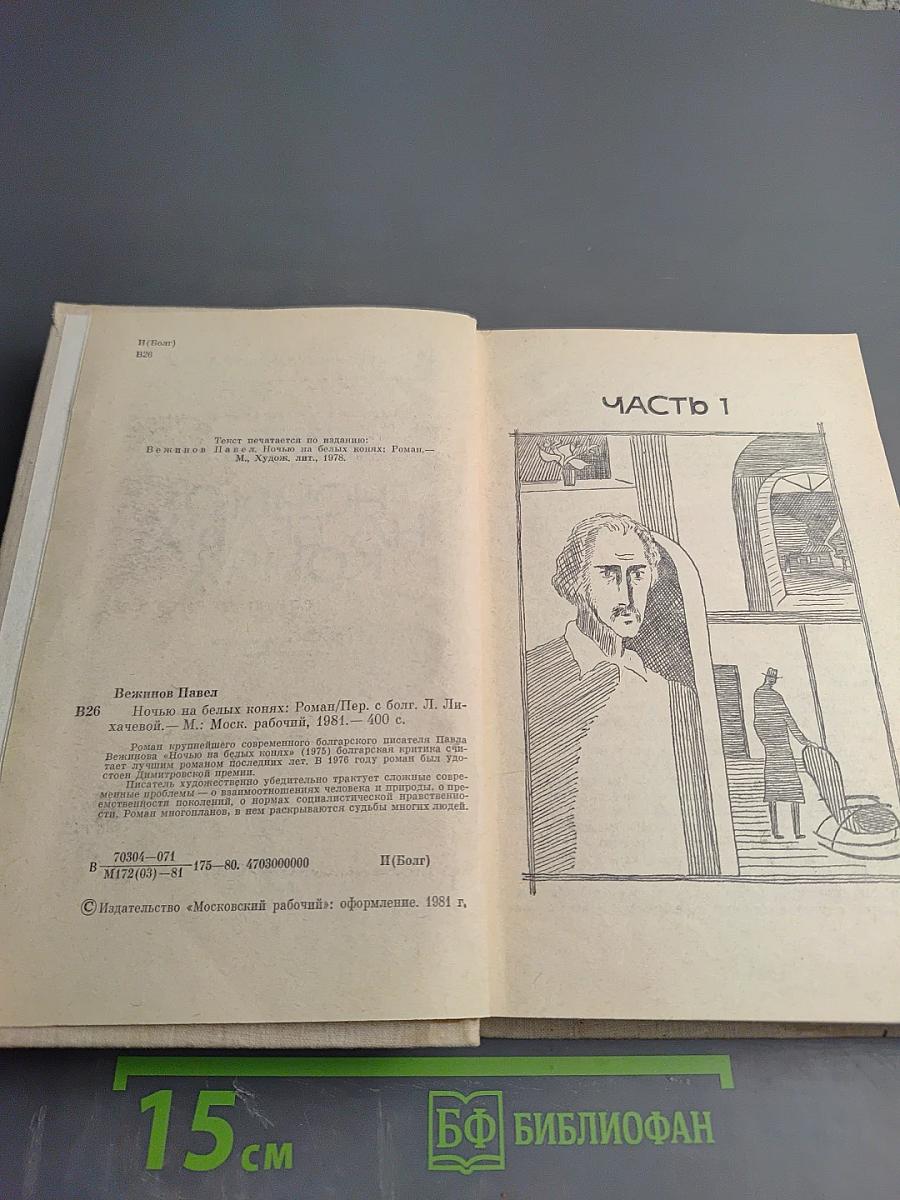 И(Болг)
В26
Текст печатается по изданию:
Вежинов Павел. Ночью на белых конях: Роман.—
М., Худож. лит., 1978.
Вежинов Павел
В26 Ночью на белых конях: Роман/Пер. с болг. Л. Ли-
хачевой.— М.: Моск. рабочий, 1981.— 400 с.
Роман крупнейшего современного болгарского писателя Павла
Вежинова «Ночью на белых конях» (1975) болгарская критика счи-
тает лучшим романом последних лет. В 1976 году роман был удо-
стоен Димитровской премии.
Писатель художественно убедительно трактует сложные совре-
менные проблемы — о взаимоотношениях человека и природы, о пре-
емственности поколений, о нормах социалистической нравственно-
сти. Роман многопланов, в нем раскрываются судьбы многих людей.
В 70304—071
М172(03)—81 175—80. 4703000000 И(Болг)
© Издательство «Московский рабочий»: оформление. 1981 г.
ЧАСТЬ 1
15 см
БФ БИБЛИОФАН